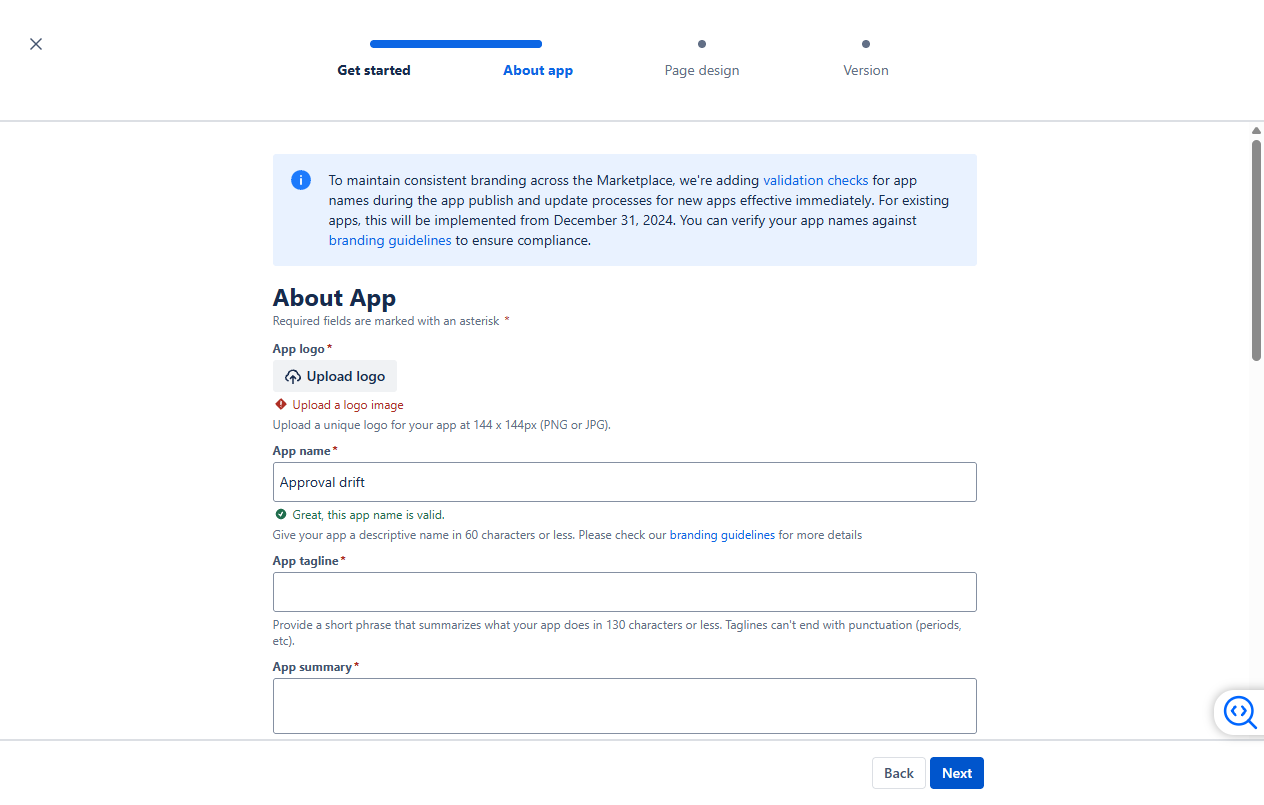 Get started
About app
Page design
Version
To maintain consistent branding across the Marketplace, we're adding validation checks for app
names during the app publish and update processes for new apps effective immediately. For existing
apps, this will be implemented from December 31, 2024. You can verify your app names against
branding guidelines to ensure compliance.
About App
Required fields are marked with an asterisk *
App logo*
Upload logo
Upload a logo image
Upload a unique logo for your app at 144 x 144px (PNG or JPG).
App name*
Approval drift
Great, this app name is valid.
Give your app a descriptive name in 60 characters or less. Please check our branding guidelines for more details
App tagline*
Provide a short phrase that summarizes what your app does in 130 characters or less. Taglines can't end with punctuation (periods,
etc).
App summary*
Back
Next